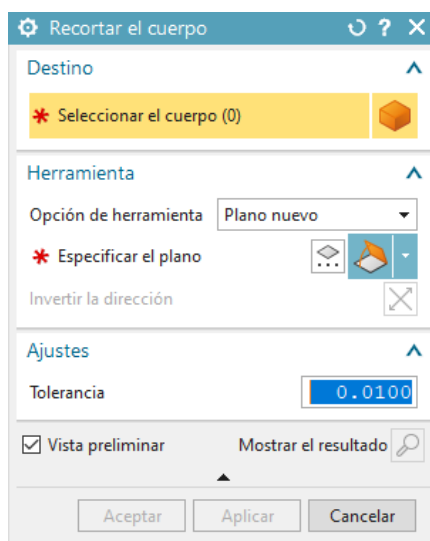 Recortar el cuerpo ? X
Destino
* Seleccionar el cuerpo (0)
Herramienta
Opción de herramienta Plano nuevo
* Especificar el plano
Invertir la dirección
Ajustes
Tolerancia 0.0100
Vista preliminar Mostrar el resultado
Aceptar Aplicar Cancelar